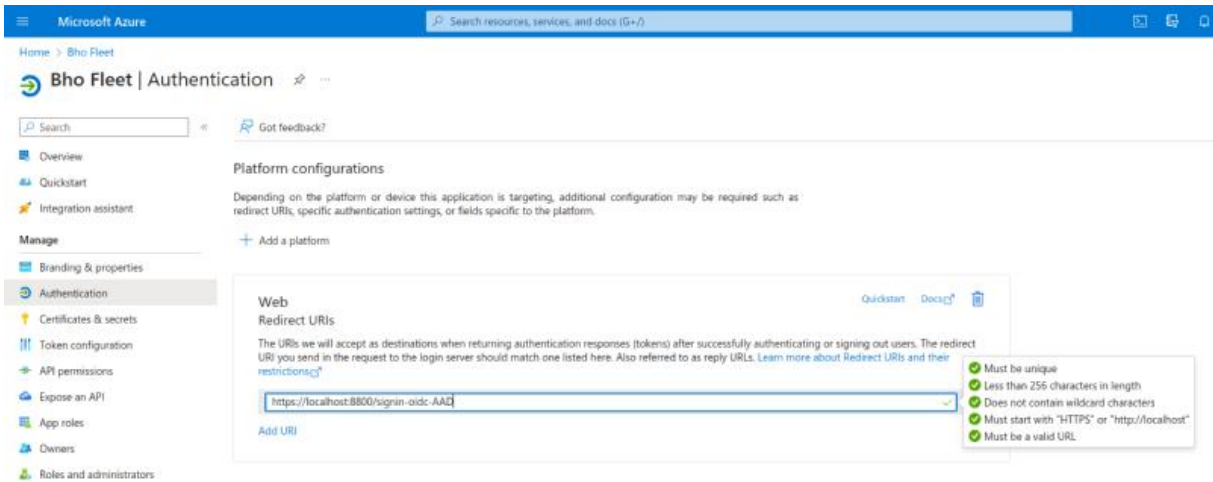 Microsoft Azure
Search resources, services, and docs (G+/)
Home > Bho Fleet
Bho Fleet | Authentication
Search
Got feedback?
Overview
Quickstart
Integration assistant
Manage
Branding & properties
Authentication
Certificates & secrets
Token configuration
API permissions
Expose an API
App roles
Owners
Roles and administrators
Platform configurations
Depending on the platform or device this application is targeting, additional configuration may be required such as
redirect URIs, specific authentication settings, or fields specific to the platform.
Add a platform
Web
Quickstart Docs
Redirect URIs
The URIs we will accept as destinations when returning authentication responses (tokens) after successfully authenticating or signing out users. The redirect
URI you send in the request to the login server should match one listed here. Also referred to as reply URLs. Learn more about Redirect URIs and their
restrictions
https://localhost:8800/signin-oidc-AAD
Add URI
Must be unique
Less than 256 characters in length
Does not contain wildcard characters
Must start with "HTTPS" or "http://localhost"
Must be a valid URL